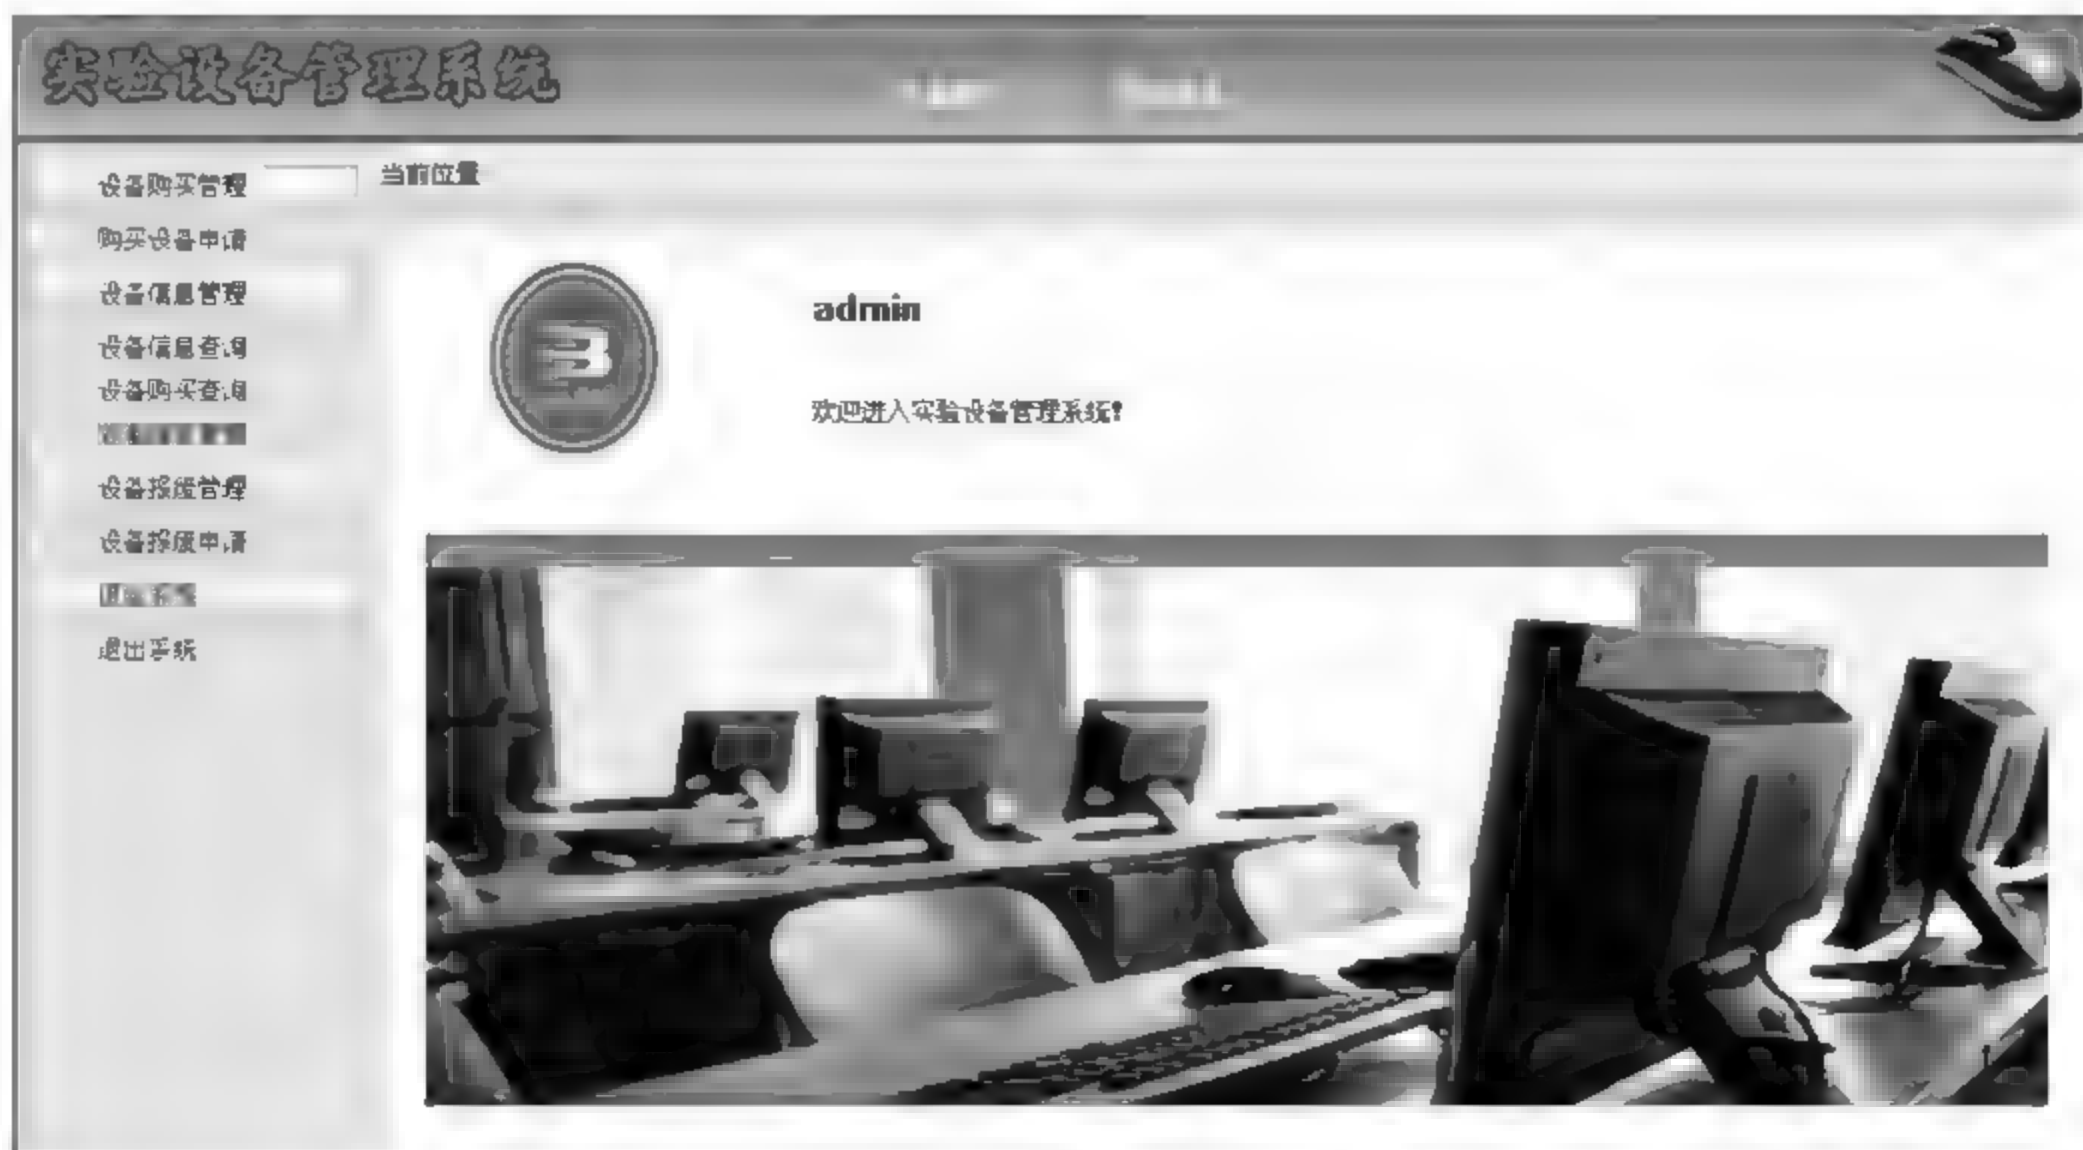 实验设备管理系统
设备购买管理
当前位置
购买设备申请
设备信息管理
设备信息查询
设备购买查询
设备报废管理
设备报废申请
退出系统
admin
欢迎进入实验设备管理系统!